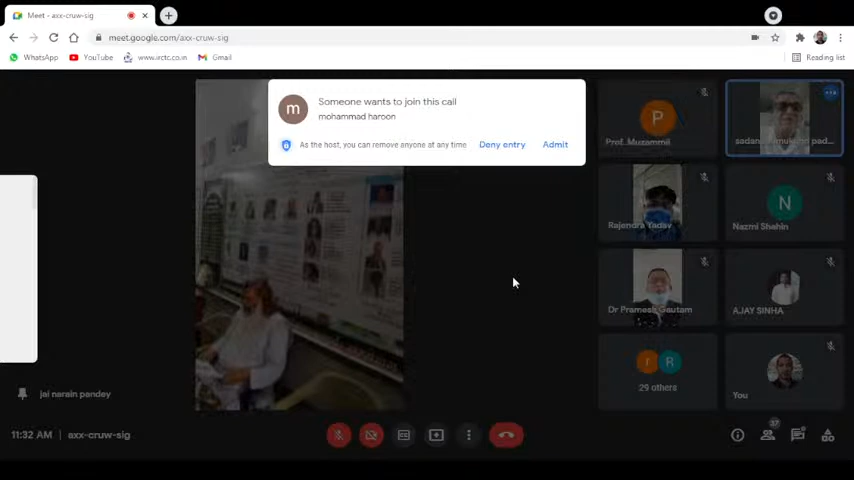 Meet - axx-cruw-sig
meet.google.com/axx-cruw-sig
WhatsApp
YouTube
www.irctc.co.in
Gmail
Reading list
m
Someone wants to join this call
mohammad haroon
As the host, you can remove anyone at any time
Deny entry
Admit
P
Prof. Muzammil
pad...
Rajendra Yadav
N
Nazmi Shahin
Dr Pramesh Gautam
AJAY SINHA
r
R
29 others
You
jai narain pandey
11:32 AM | axx-cruw-sig
37